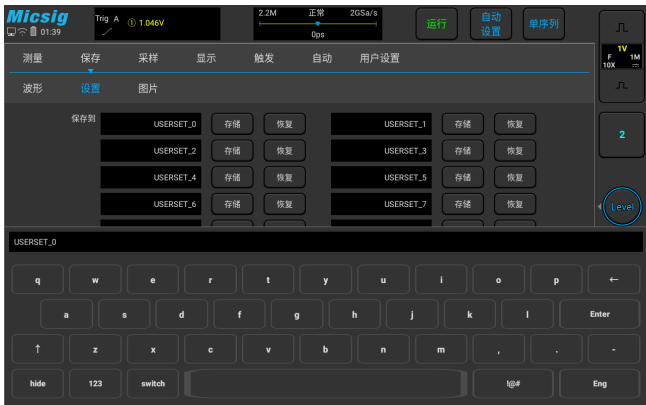 Micsig Trig A ① 1.046V 2.2M 正常 2GSa/s 运行 自动设置 单序列
01:39 0ps
测量 保存 采样 显示 触发 自动 用户设置
1V
F 1M
10X
波形 设置 图片
保存到 USERSET_0 存储 恢复 USERSET_1 存储 恢复
2
USERSET_2 存储 恢复 USERSET_3 存储 恢复
USERSET_4 存储 恢复 USERSET_5 存储 恢复
USERSET_6 存储 恢复 USERSET_7 存储 恢复
Level
USERSET_0
q w e r t y u i o p ←
a s d f g h j k l Enter
↑ z x c v b n m , . -
hide 123 switch !@# Eng